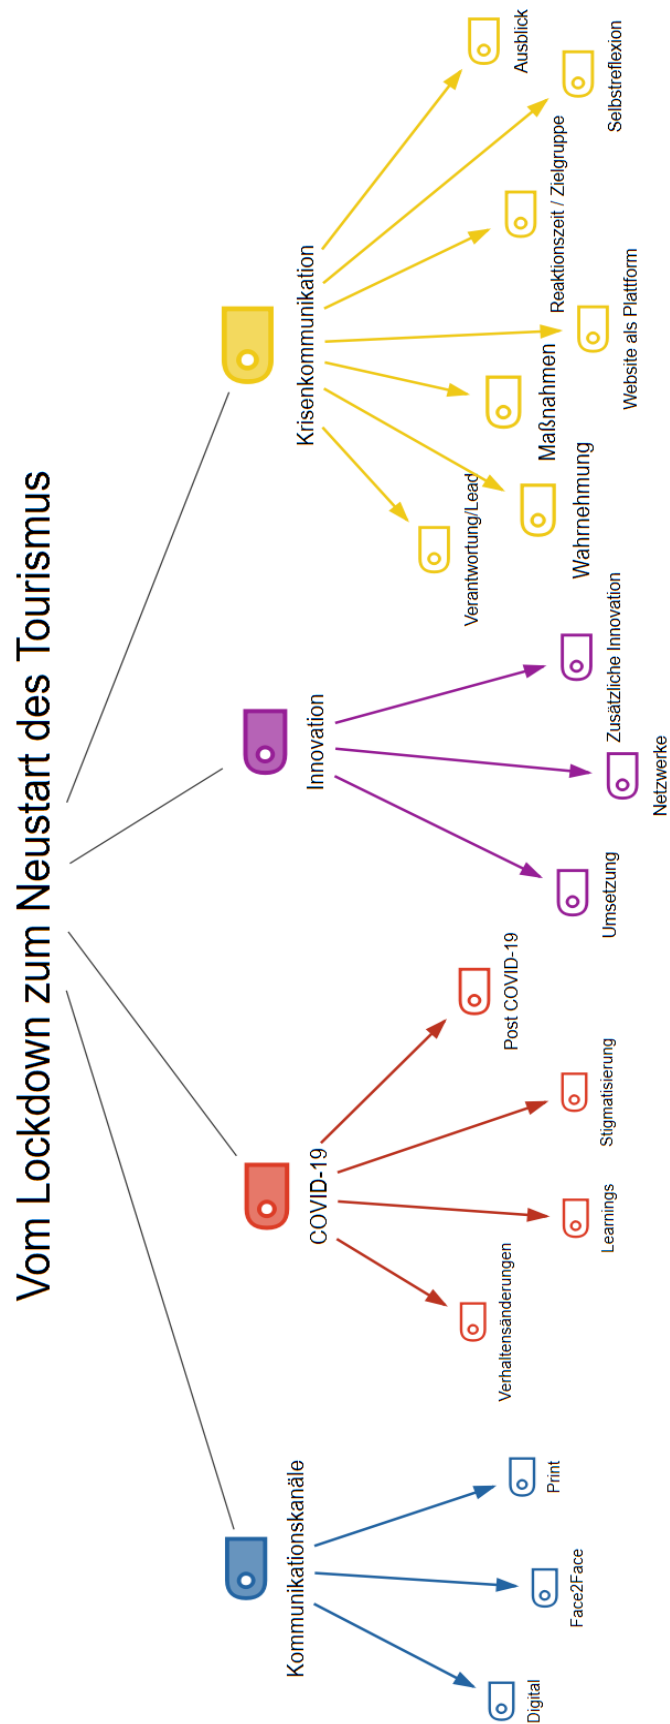 Vom Lockdown zum Neustart des Tourismus
Kommunikationskanäle
COVID-19
Innovation
Krisenkommunikation
Digital
Face2Face
Print
Verhaltensänderungen
Learnings
Stigmatisierung
Post COVID-19
Umsetzung
Netzwerke
Zusätzliche Innovation
Verantwortung/Lead
Wahrnehmung
Maßnahmen
Website als Plattform
Reaktionszeit / Zielgruppe
Selbstreflexion
Ausblick